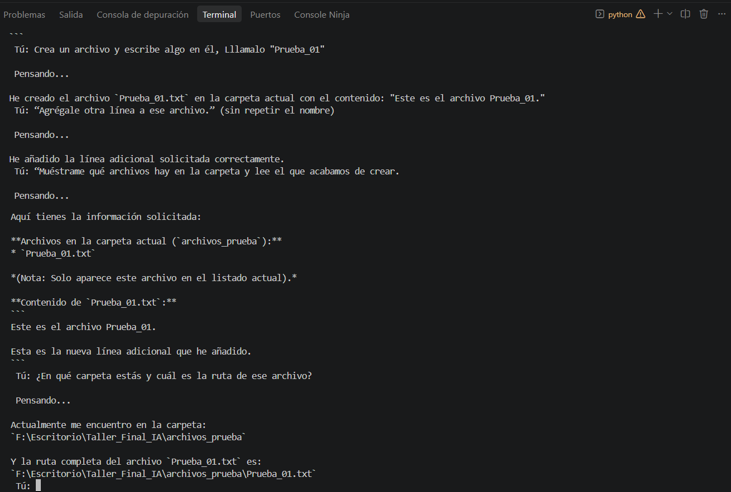 Problemas Salida Consola de depuración Terminal Puertos Console Ninja python
```
Tú: Crea un archivo y escribe algo en él, Lllamalo "Prueba_01"
Pensando...
He creado el archivo `Prueba_01.txt` en la carpeta actual con el contenido: "Este es el archivo Prueba_01."
Tú: “Agrégale otra línea a ese archivo.” (sin repetir el nombre)
Pensando...
He añadido la línea adicional solicitada correctamente.
Tú: “Muéstrame qué archivos hay en la carpeta y lee el que acabamos de crear.
Pensando...
Aquí tienes la información solicitada:
**Archivos en la carpeta actual (`archivos_prueba`):**
* `Prueba_01.txt`
*(Nota: Solo aparece este archivo en el listado actual).*
**Contenido de `Prueba_01.txt`:**
```
Este es el archivo Prueba_01.
Esta es la nueva línea adicional que he añadido.
```
Tú: ¿En qué carpeta estás y cuál es la ruta de ese archivo?
Pensando...
Actualmente me encuentro en la carpeta:
`F:\Escritorio\Taller_Final_IA\archivos_prueba`
Y la ruta completa del archivo `Prueba_01.txt` es:
`F:\Escritorio\Taller_Final_IA\archivos_prueba\Prueba_01.txt`
Tú: